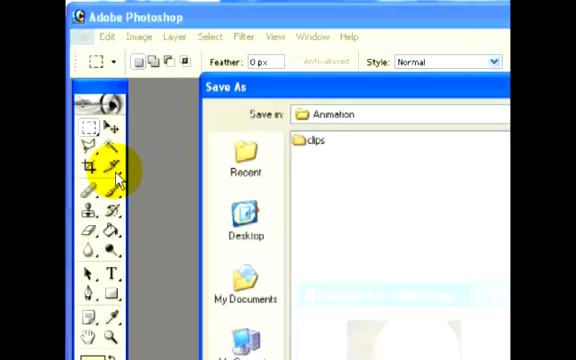 Adobe Photoshop
Edit Image Layer Select Filter View Window Help
Feather: 0 px Anti-aliased Style: Normal
Save As
Save in: Animation
clips
Recent
Desktop
My Documents